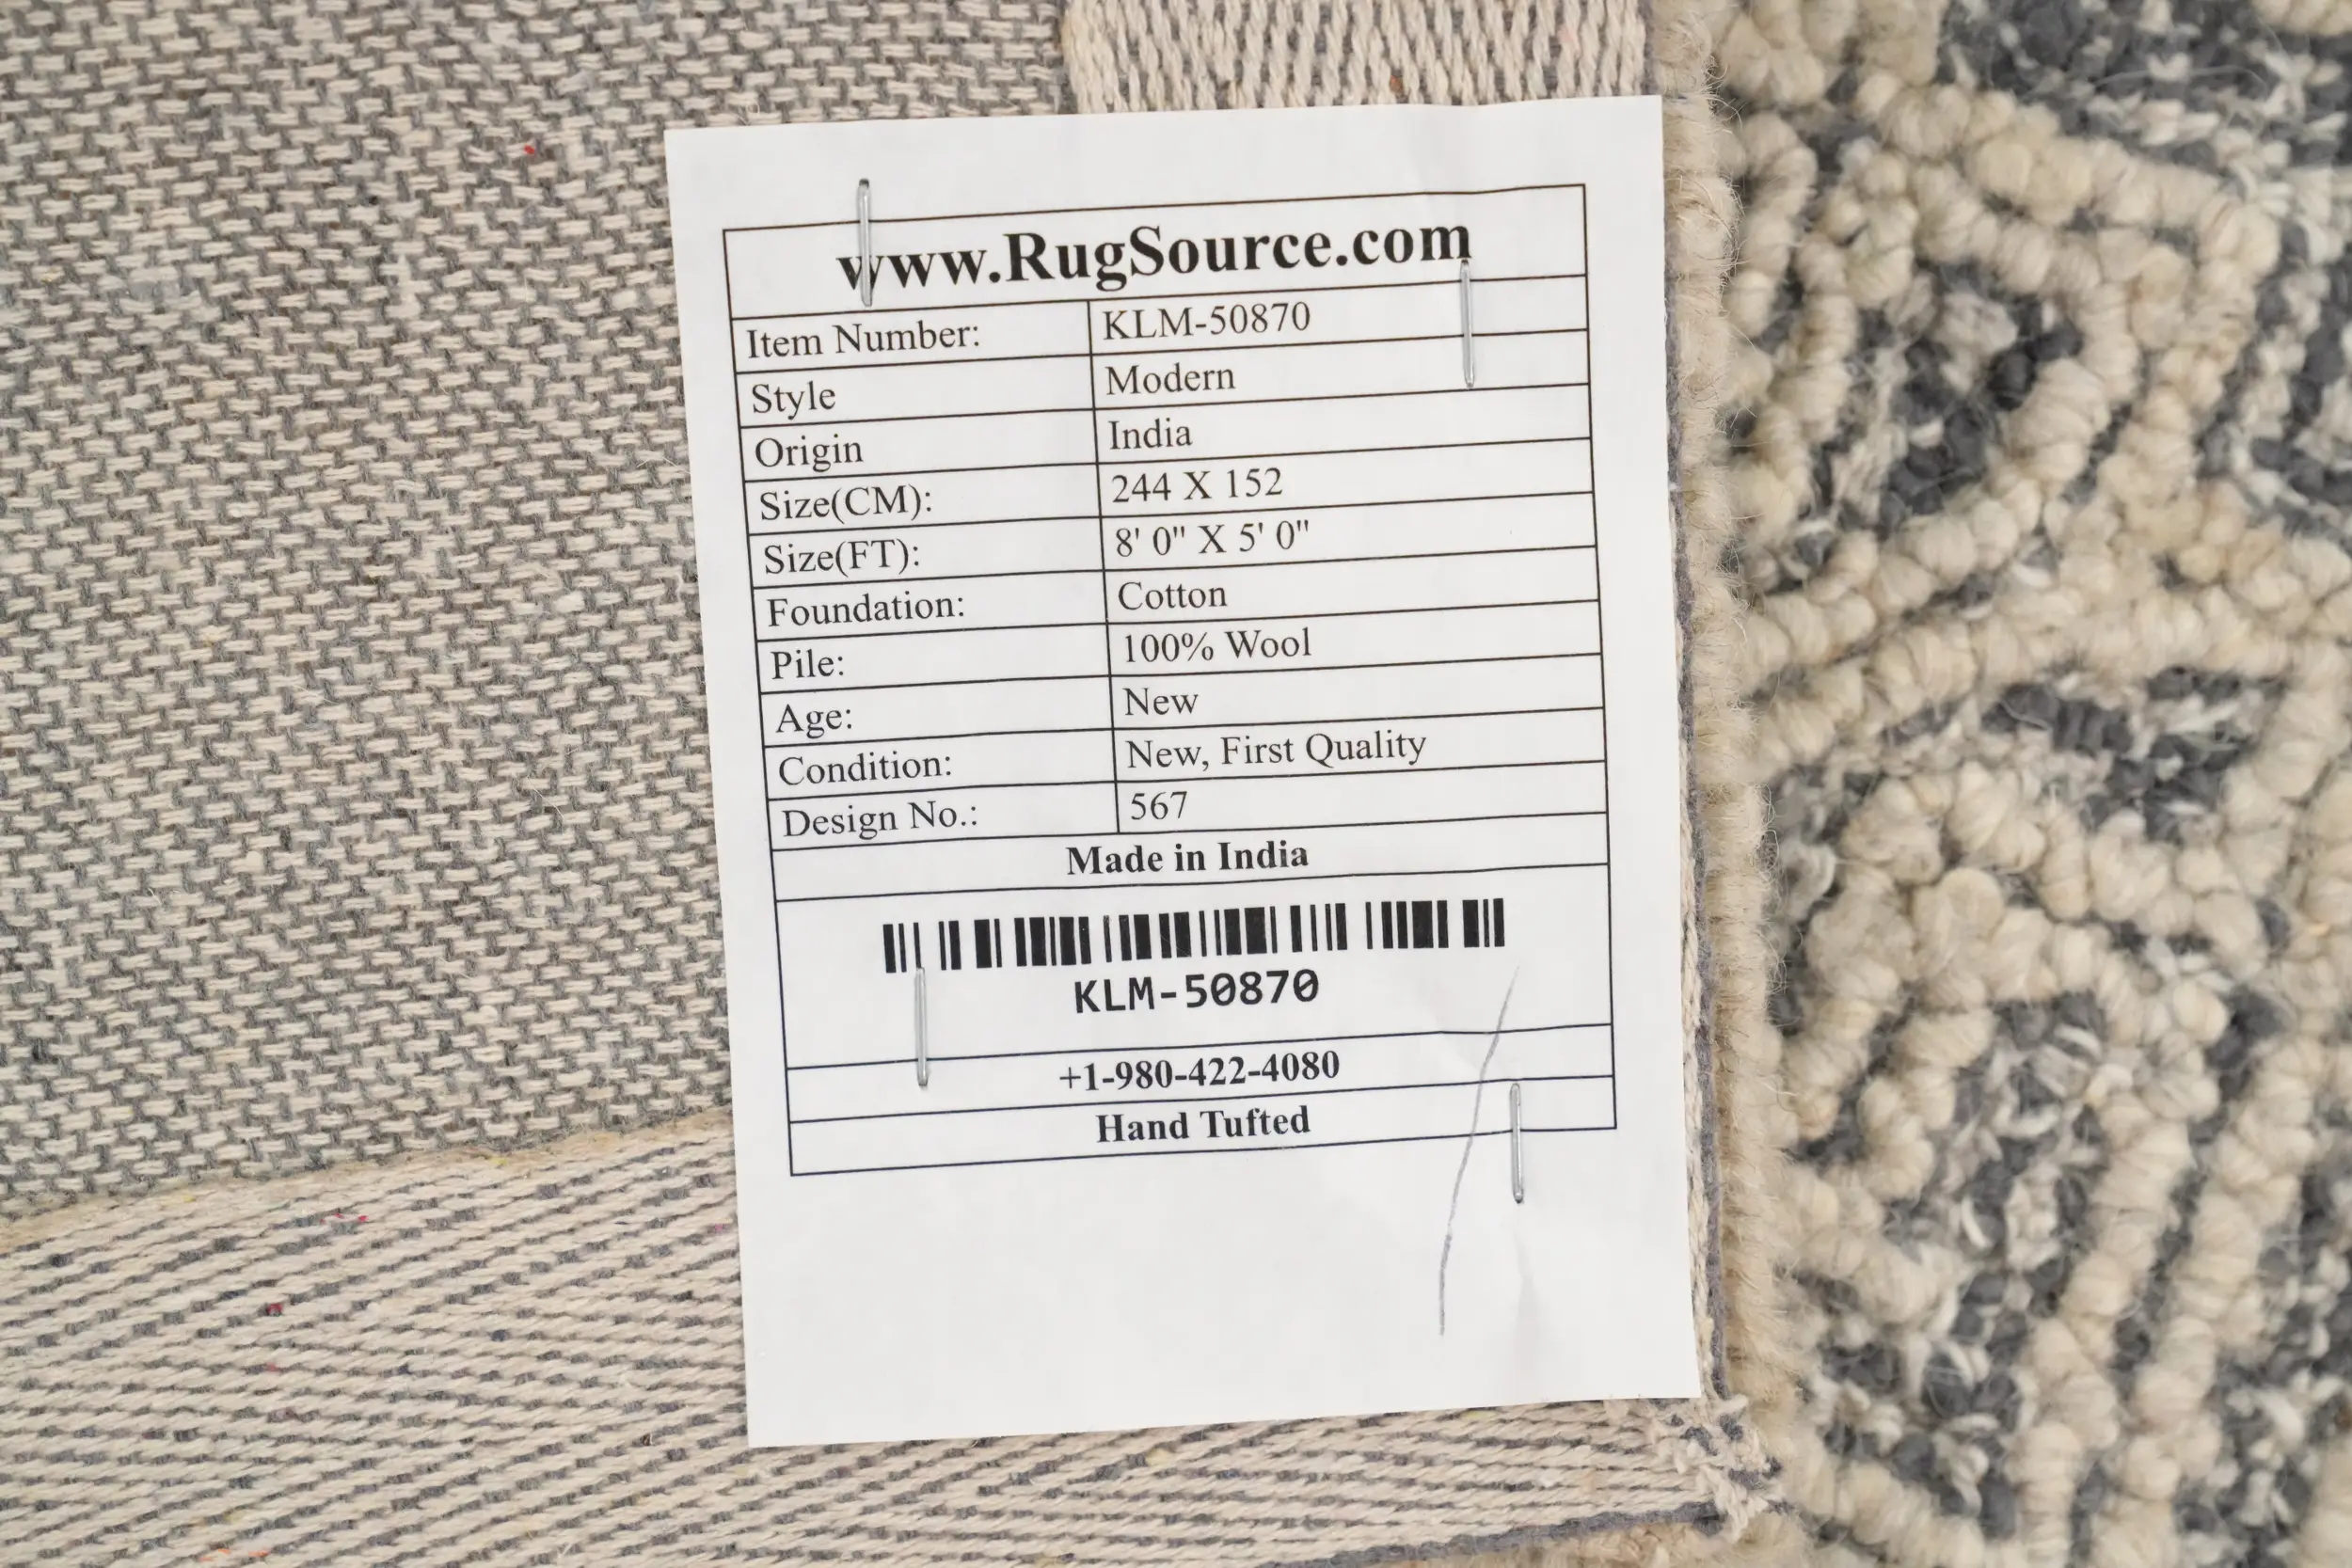 www.RugSource.com
Item Number: KLM-50870
Style Modern
Origin India
Size(CM): 244 X 152
Size(FT): 8' 0" X 5' 0"
Foundation: Cotton
Pile: 100% Wool
Age: New
Condition: New, First Quality
Design No.: 567
Made in India
KLM-50870
+1-980-422-4080
Hand Tufted